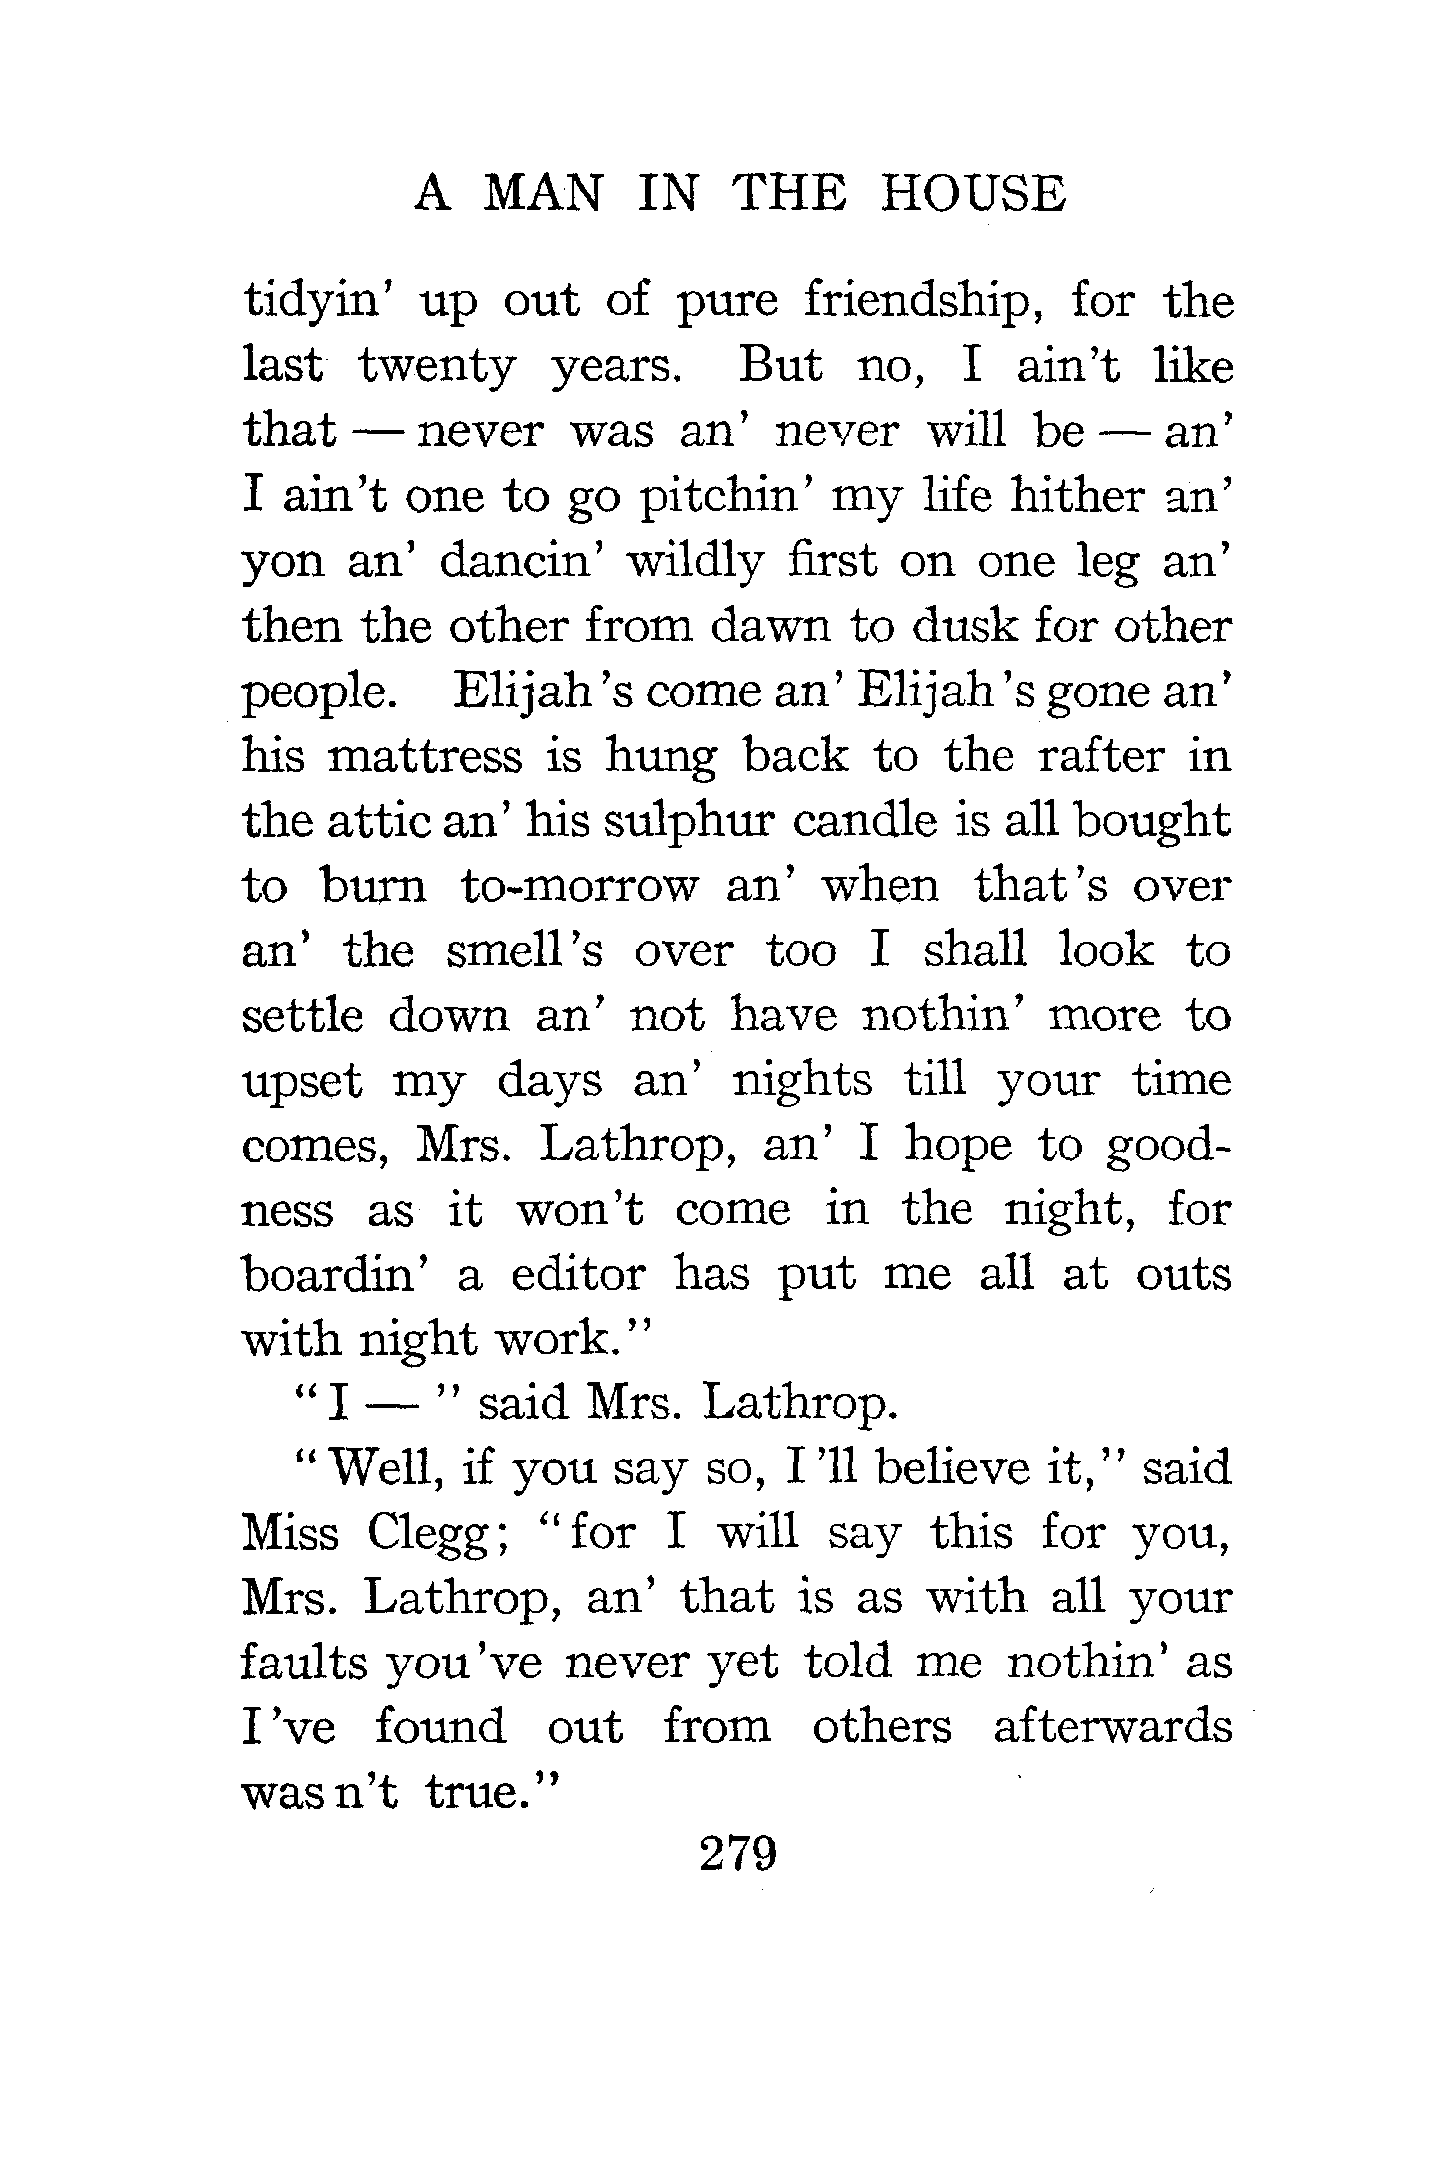 A MAN IN THE HOUSE
tidyin' up out of pure friendship, for the
last twenty years. But no, I ain't like
that — never was an' never will be — an'
I ain't one to go pitchin' my life hither an'
yon an' dancin' wildly first on one leg an'
then the other from dawn to dusk for other
people. Elijah 's come an' Elijah 's gone an'
his mattress is hung back to the rafter in
the attic an' his sulphur candle is all bought
to burn to-morrow an' when that 's over
an' the smell 's over too I shall look to
settle down an' not have nothin' more to
upset my days an' nights till your time
comes, Mrs. Lathrop, an' I hope to good-
ness as it won't come in the night, for
boardin' a editor has put me all at outs
with night work."
"I — " said Mrs. Lathrop.
"Well, if you say so, I 'll believe it," said
Miss Clegg; "for I will say this for you,
Mrs. Lathrop, an' that is as with all your
faults you 've never yet told me nothin' as
I 've found out from others afterwards
was n't true."
279